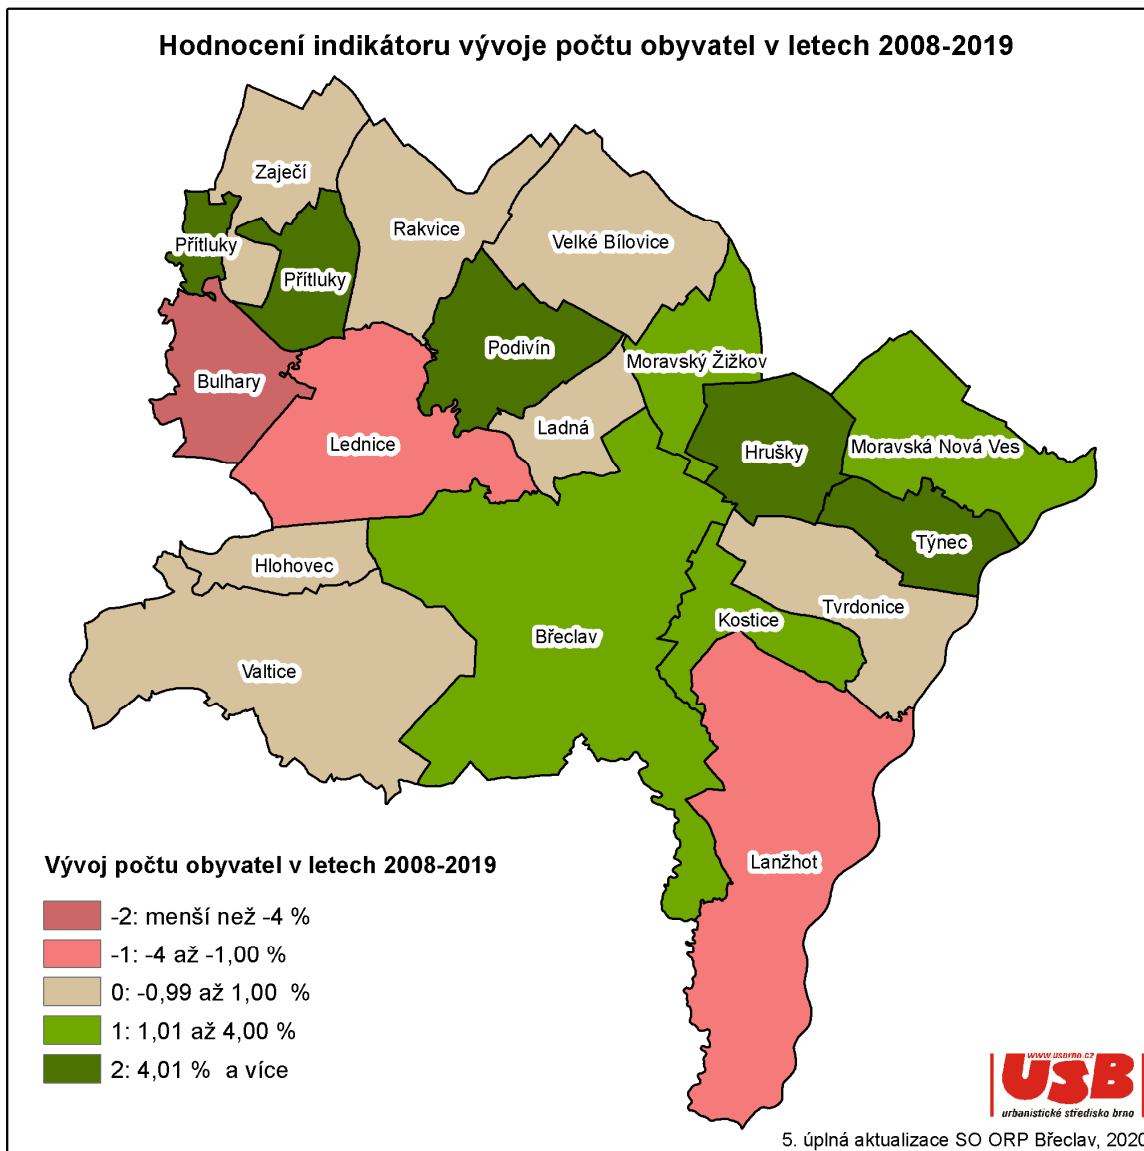 Hodnocení indikátoru vývoje počtu obyvatel v letech 2008-2019
Zaječí
Rakvice
Velké Bílovice
Přítluky
Přítluky
Podivín
Moravský Žižkov
Bulhary
Ladná
Lednice
Hrušky
Moravská Nová Ves
Týnec
Hlohovec
Tvrdonice
Kostice
Břeclav
Valtice
Lanžhot
Vývoj počtu obyvatel v letech 2008-2019
-2: menší než -4 %
-1: -4 až -1,00 %
0: -0,99 až 1,00 %
1: 1,01 až 4,00 %
2: 4,01 % a více
www.usbrno.cz
USB
urbanistické středisko brno
5. úplná aktualizace SO ORP Břeclav, 2020